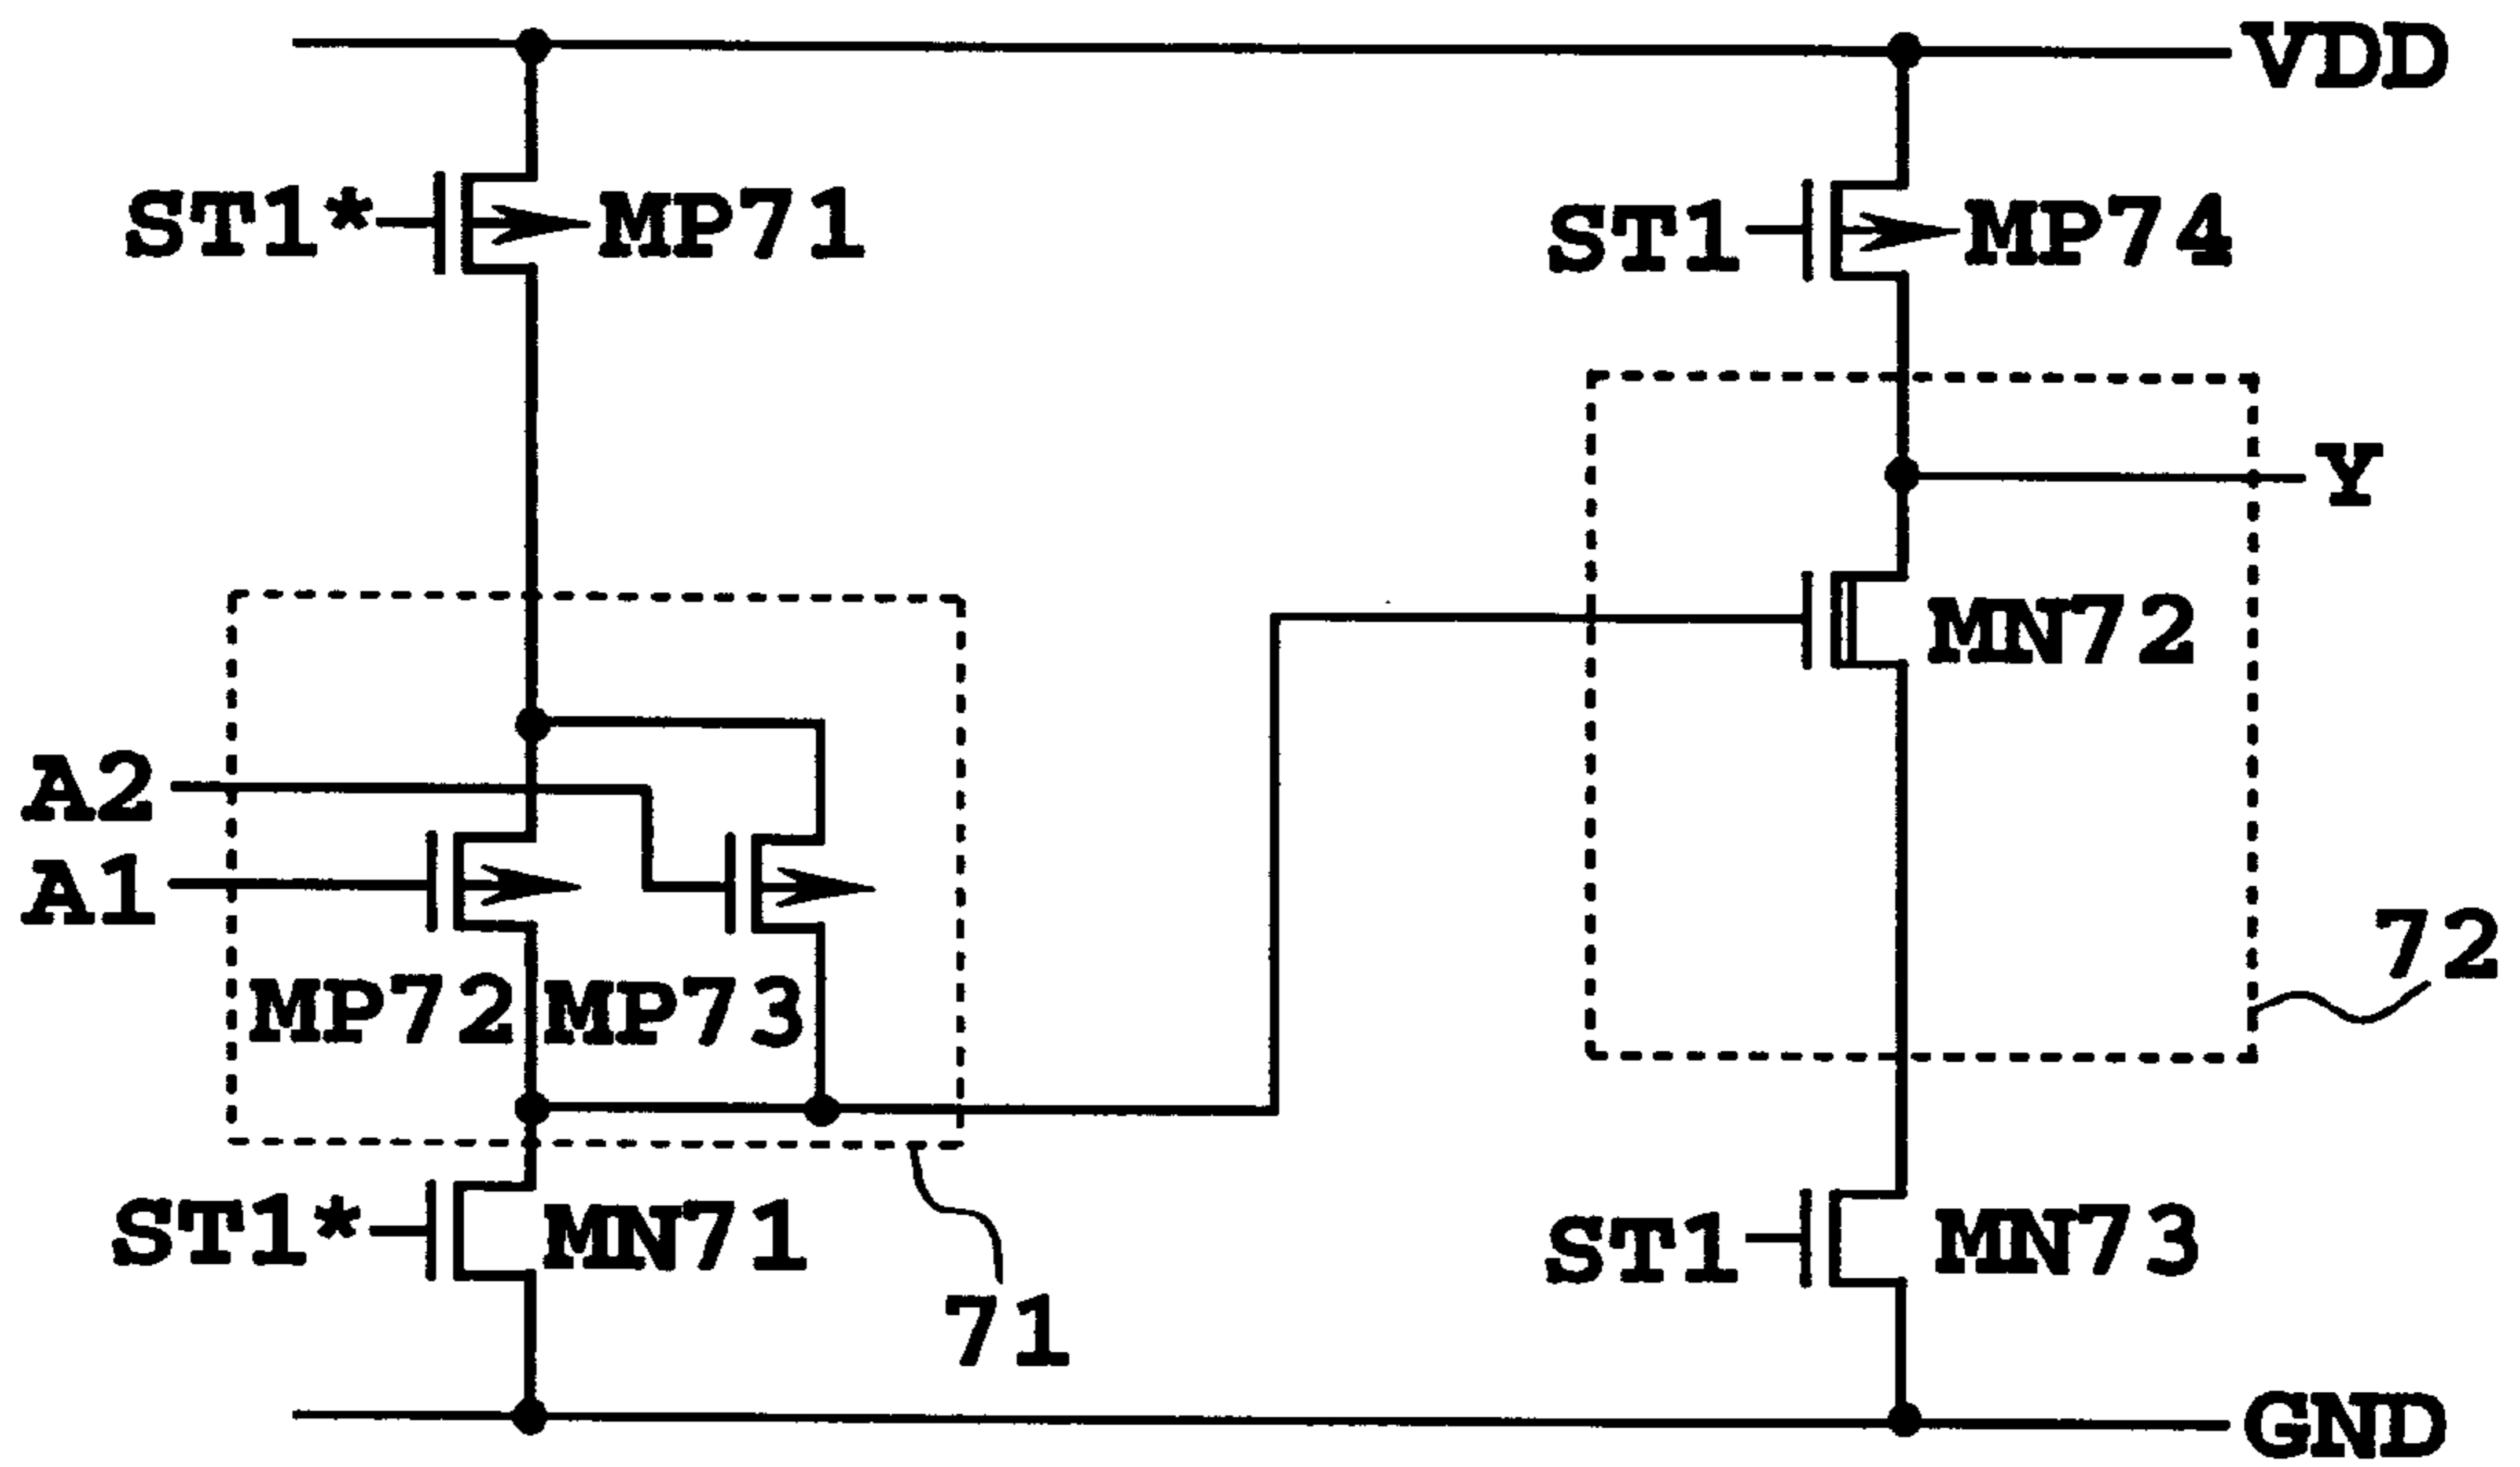 VDD
ST1* MP71
ST1 MP74
Y
MN72
A2
A1
72
MP72 MP73
ST1* MN71
ST1 MN73
71
GND